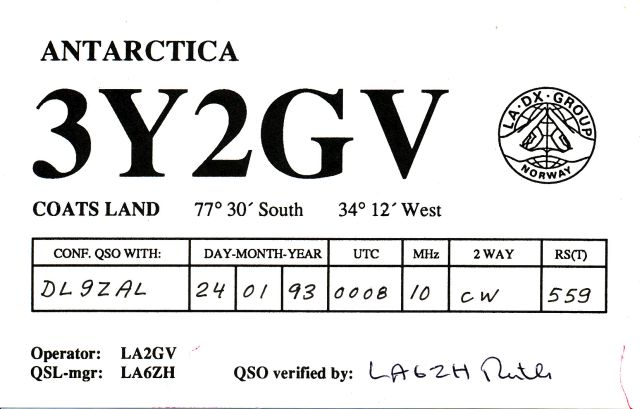 ANTARCTICA
3Y2GV
LA·DX·GROUP
NORWAY
COATS LAND 77° 30´ South 34° 12´ West
CONF. QSO WITH: DAY-MONTH-YEAR UTC MHz 2 WAY RS(T)
DL9ZAL 24 01 93 0008 10 CW 559
Operator: LA2GV
QSL-mgr: LA6ZH QSO verified by: LA6ZH